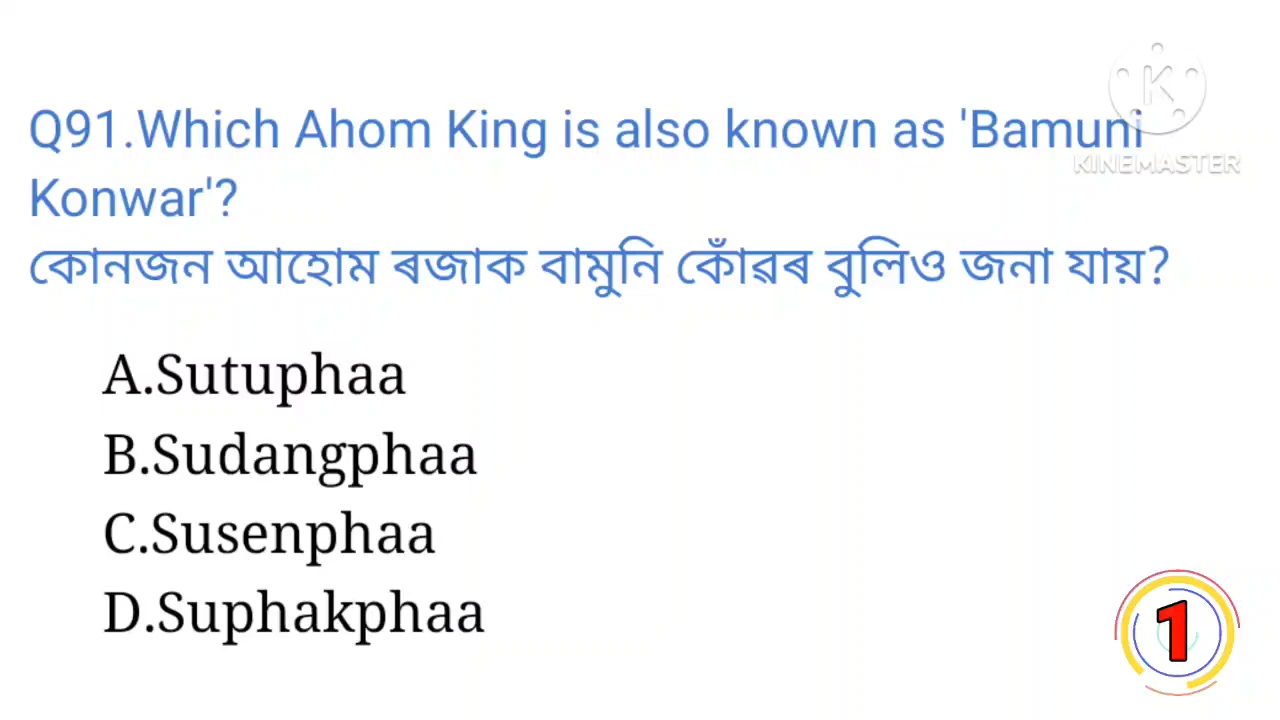 Q91.Which Ahom King is also known as 'Bamuni
Konwar'?
কোনজন আহোম ৰজাক বামুনি কোঁৱৰ বুলিও জনা যায়?
A.Sutuphaa
B.Sudangphaa
C.Susenphaa
D.Suphakphaa
K
KINEMASTER
1